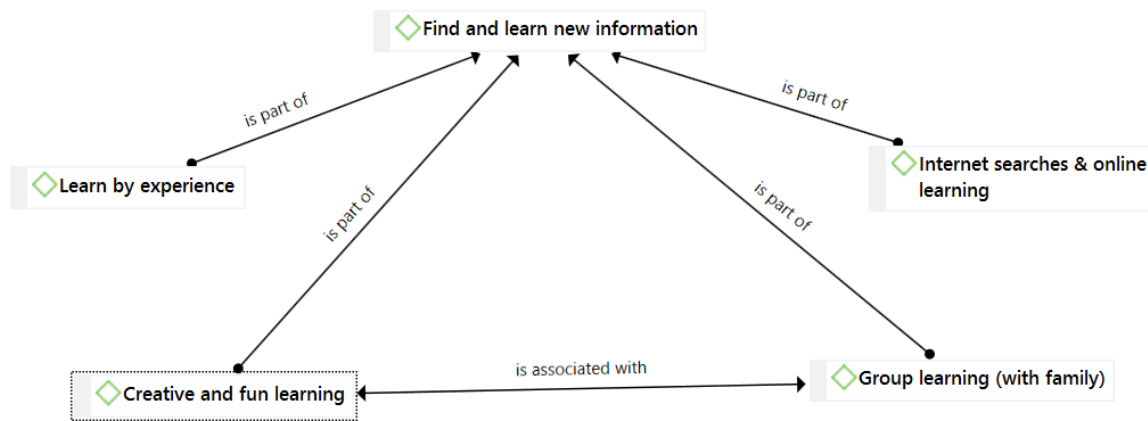 Find and learn new information
is part of
is part of
Learn by experience
Internet searches & online
learning
is part of
is part of
is associated with
Creative and fun learning
Group learning (with family)